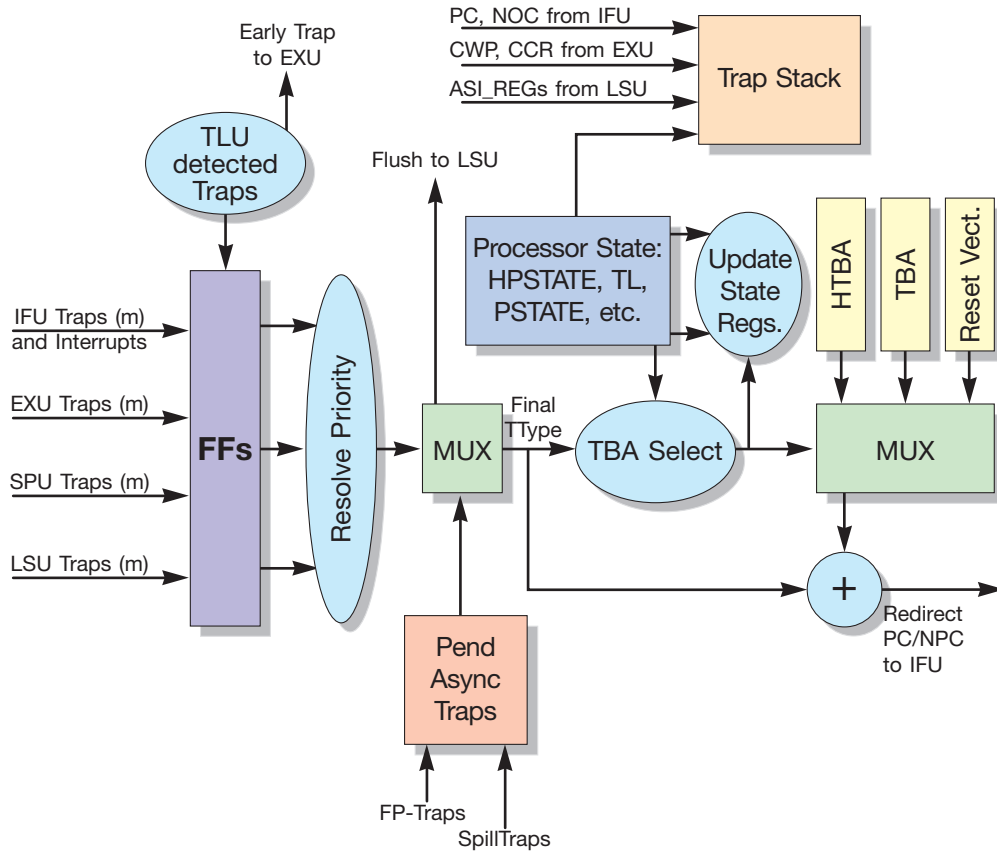 Early Trap
to EXU
PC, NOC from IFU
CWP, CCR from EXU
ASI_REGs from LSU
Trap Stack
TLU
detected
Traps
Flush to LSU
Processor State:
HPSTATE, TL,
PSTATE, etc.
Update
State
Regs.
HTBA
TBA
Reset Vect.
IFU Traps (m)
and Interrupts
EXU Traps (m)
SPU Traps (m)
LSU Traps (m)
FFs
Resolve Priority
MUX
Final
TType
TBA Select
MUX
+
Redirect
PC/NPC
to IFU
Pend
Async
Traps
FP-Traps
SpillTraps